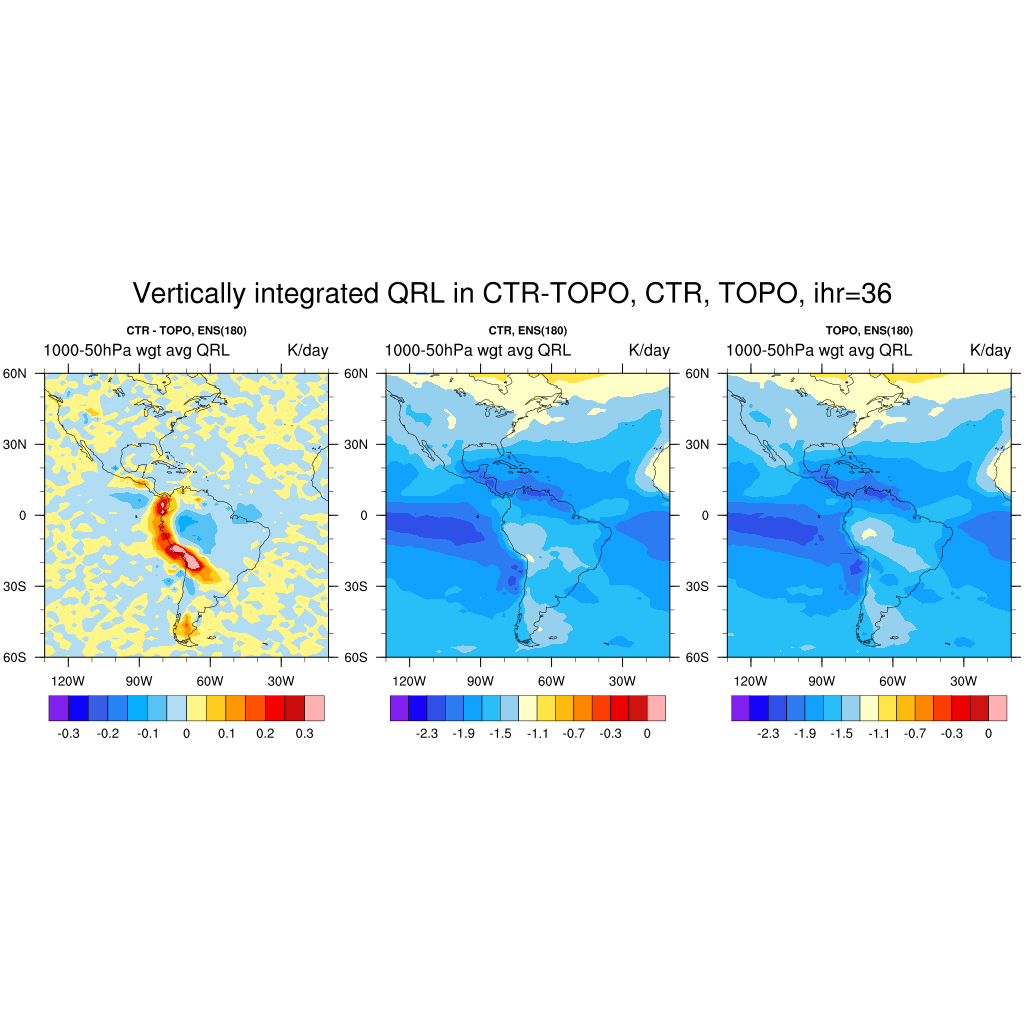 Vertically integrated QRL in CTR-TOPO, CTR, TOPO, ihr=36
CTR - TOPO, ENS(180)
1000-50hPa wgt avg QRL K/day
60N
30N
0
30S
60S
120W 90W 60W 30W
-0.3 -0.2 -0.1 0 0.1 0.2 0.3
CTR, ENS(180)
1000-50hPa wgt avg QRL K/day
60N
30N
0
30S
60S
120W 90W 60W 30W
-2.3 -1.9 -1.5 -1.1 -0.7 -0.3 0
TOPO, ENS(180)
1000-50hPa wgt avg QRL K/day
60N
30N
0
30S
60S
120W 90W 60W 30W
-2.3 -1.9 -1.5 -1.1 -0.7 -0.3 0